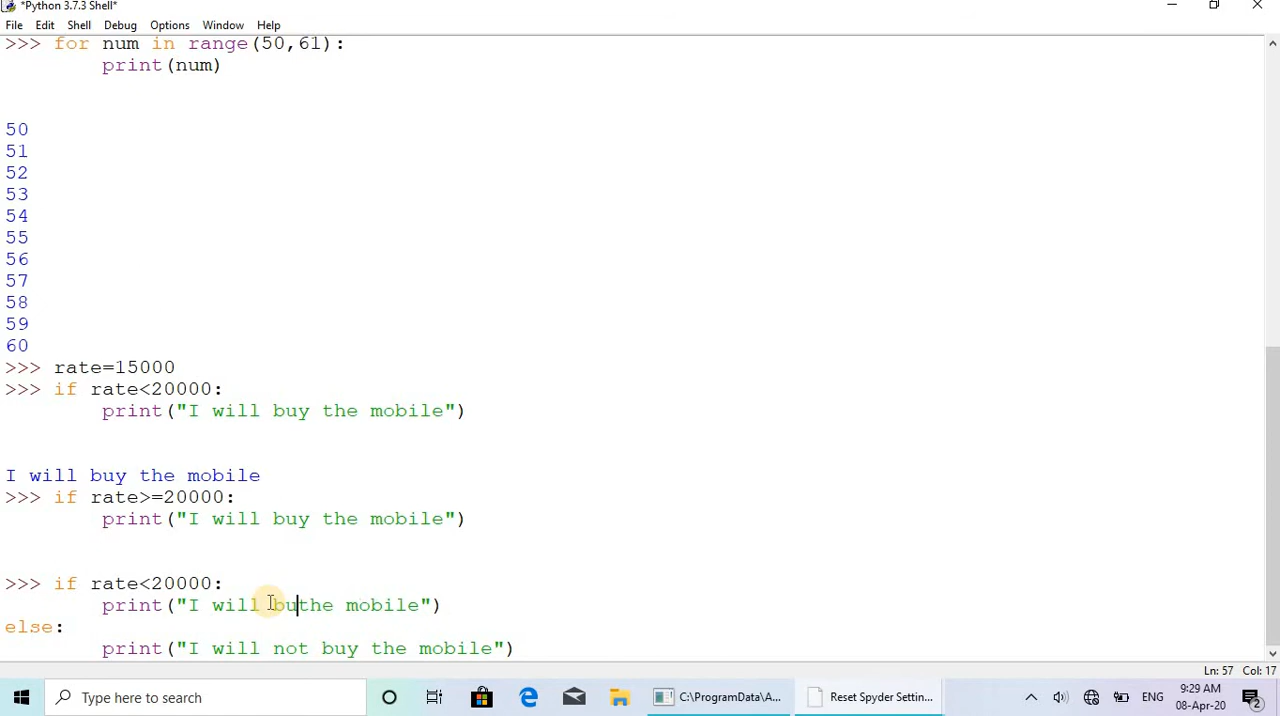 *Python 3.7.3 Shell*
File Edit Shell Debug Options Window Help
>>> for num in range(50,61):
        print(num)
50
51
52
53
54
55
56
57
58
59
60
>>> rate=15000
>>> if rate<20000:
        print("I will buy the mobile")
I will buy the mobile
>>> if rate>=20000:
        print("I will buy the mobile")
>>> if rate<20000:
        print("I will buthe mobile")
else:
        print("I will not buy the mobile")
Ln: 57 Col: 17
Type here to search
C:\ProgramData\A...
Reset Spyder Settin...
ENG
9:29 AM
08-Apr-20
2